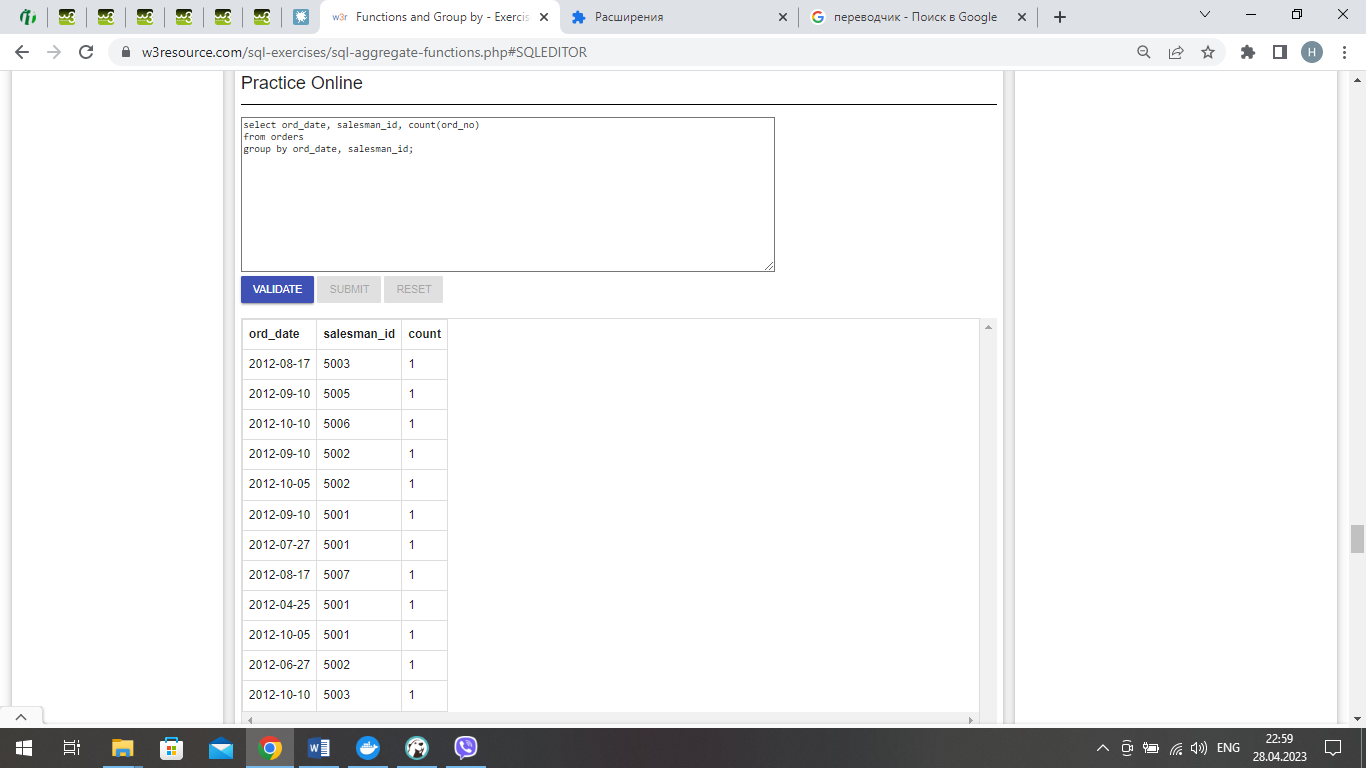 w3r Functions and Group by - Exercis
Расширения
переводчик - Поиск в Google
w3resource.com/sql-exercises/sql-aggregate-functions.php#SQLEDITOR
H
Practice Online
select ord_date, salesman_id, count(ord_no)
from orders
group by ord_date, salesman_id;
VALIDATE SUBMIT RESET
ord_date salesman_id count
2012-08-17 5003 1
2012-09-10 5005 1
2012-10-10 5006 1
2012-09-10 5002 1
2012-10-05 5002 1
2012-09-10 5001 1
2012-07-27 5001 1
2012-08-17 5007 1
2012-04-25 5001 1
2012-10-05 5001 1
2012-06-27 5002 1
2012-10-10 5003 1
ENG
22:59
28.04.2023